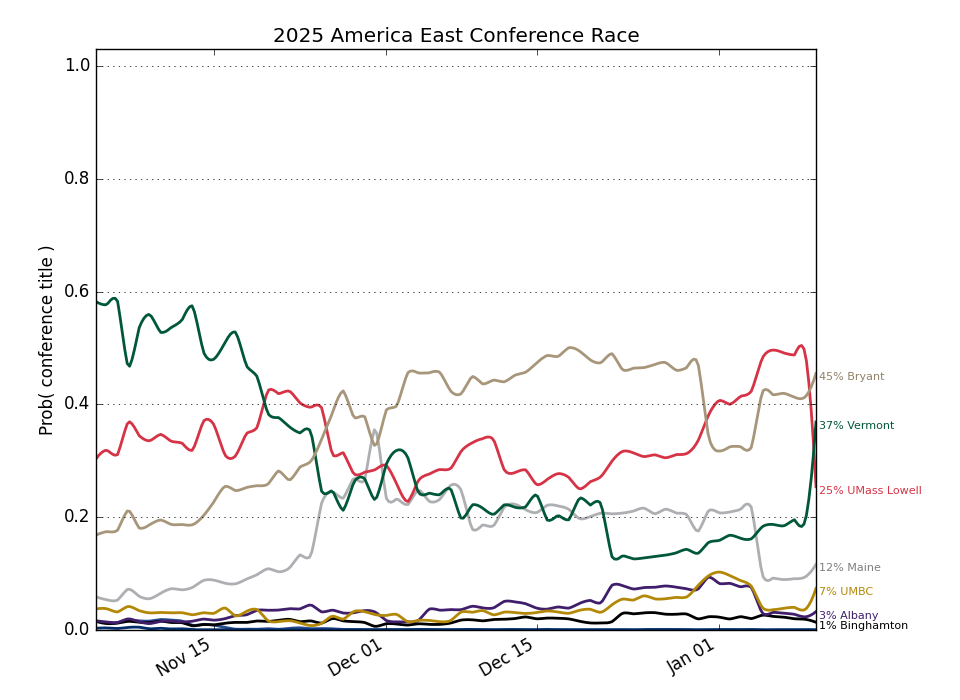 2025 America East Conference Race
Prob( conference title )
1.0
0.8
0.6
0.4
0.2
0.0
Nov 15
Dec 01
Dec 15
Jan 01
45% Bryant
37% Vermont
25% UMass Lowell
12% Maine
7% UMBC
3% Albany
1% Binghamton